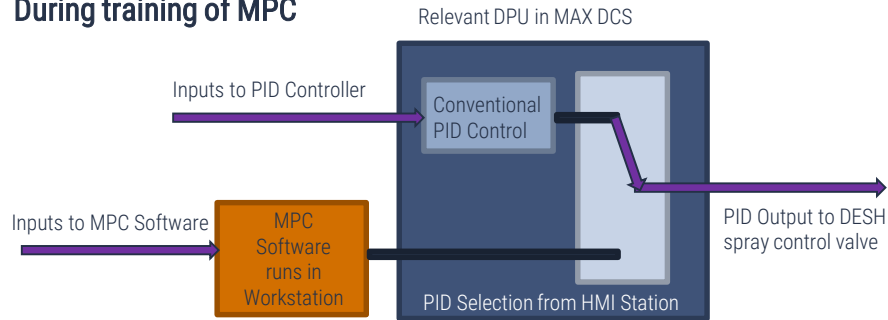 During training of MPC
Relevant DPU in MAX DCS
Inputs to PID Controller
Conventional
PID Control
Inputs to MPC Software
MPC
Software
runs in
Workstation
PID Output to DESH
spray control valve
PID Selection from HMI Station